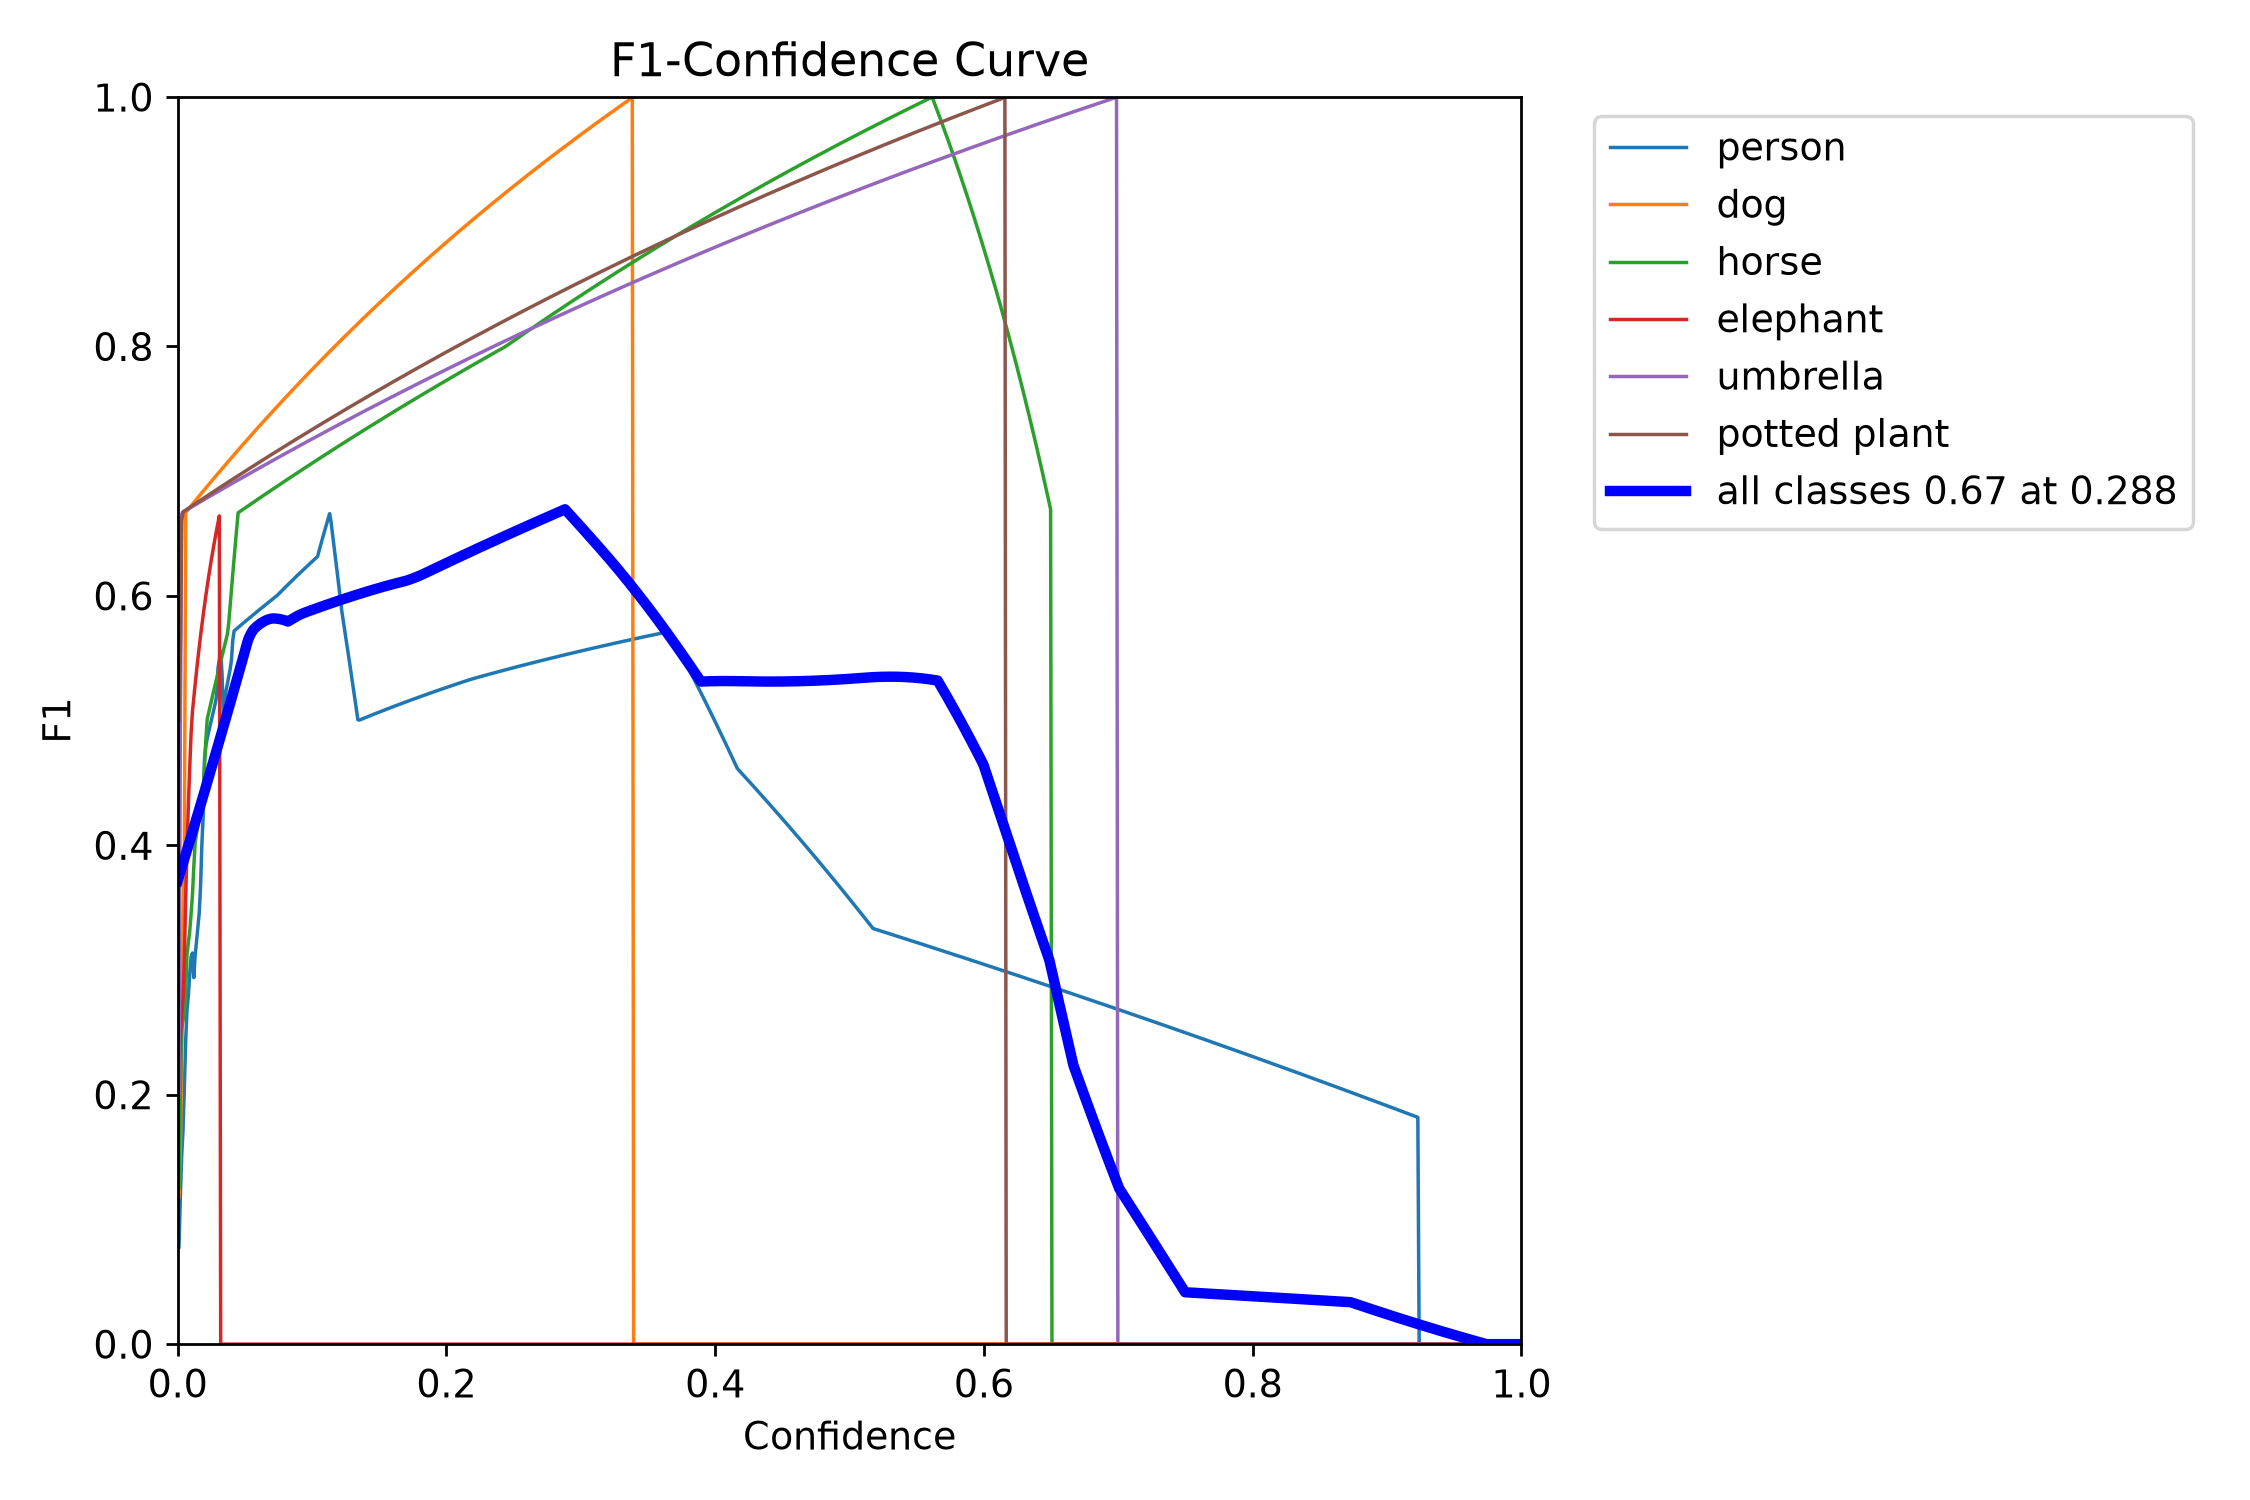 F1-Confidence Curve
1.0
0.8
0.6
0.4
0.2
0.0
F1
0.0 0.2 0.4 0.6 0.8 1.0
Confidence
person
dog
horse
elephant
umbrella
potted plant
all classes 0.67 at 0.288